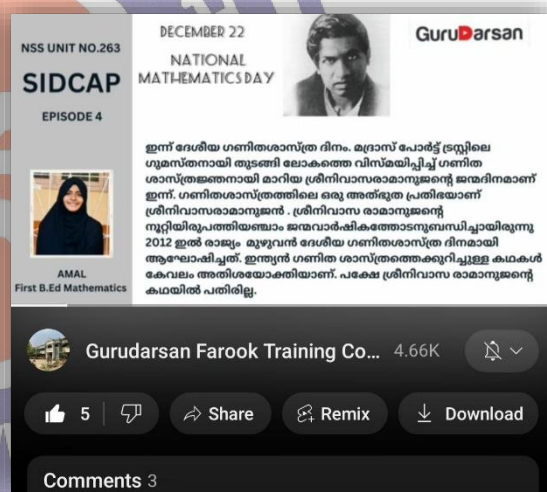 NSS UNIT NO.263
SIDCAP
EPISODE 4
AMAL
First B.Ed Mathematics
DECEMBER 22
NATIONAL
MATHEMATICS DAY
GuruDarsan
ഇന്ന് ദേശീയ ഗണിതശാസ്ത്ര ദിനം. മദ്രാസ് പോർട്ട് ട്രസ്റ്റിലെ
ഗുമസ്തനായി തുടങ്ങി ലോകത്തെ വിസ്മയിപ്പിച്ച് ഗണിത
ശാസ്ത്രജ്ഞനായി മാറിയ ശ്രീനിവാസരാമാനുജന്റെ ജന്മദിനമാണ്
ഇന്ന്. ഗണിതശാസ്ത്രത്തിലെ ഒരു അത്ഭുത പ്രതിഭയാണ്
ശ്രീനിവാസരാമാനുജൻ . ശ്രീനിവാസ രാമാനുജന്റെ
നൂറ്റിയിരുപത്തിയഞ്ചാം ജന്മവാർഷികത്തോടനുബന്ധിച്ചായിരുന്നു
2012 ഇൽ രാജ്യം മുഴുവൻ ദേശീയ ഗണിതശാസ്ത്ര ദിനമായി
ആഘോഷിച്ചത്. ഇന്ത്യൻ ഗണിത ശാസ്ത്രത്തെക്കുറിച്ചുള്ള കഥകൾ
കേവലം അതിശയോക്തിയാണ്. പക്ഷേ ശ്രീനിവാസ രാമാനുജന്റെ
കഥയിൽ പതിരില്ല.
Gurudarsan Farook Training Co... 4.66K
5 Share Remix Download
Comments 3